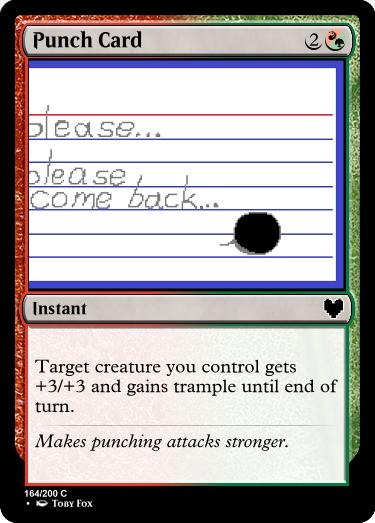 Punch Card 2
please...
please
come back...
Instant
Target creature you control gets
+3/+3 and gains trample until end of
turn.
Makes punching attacks stronger.
164/200 C
• Toby Fox